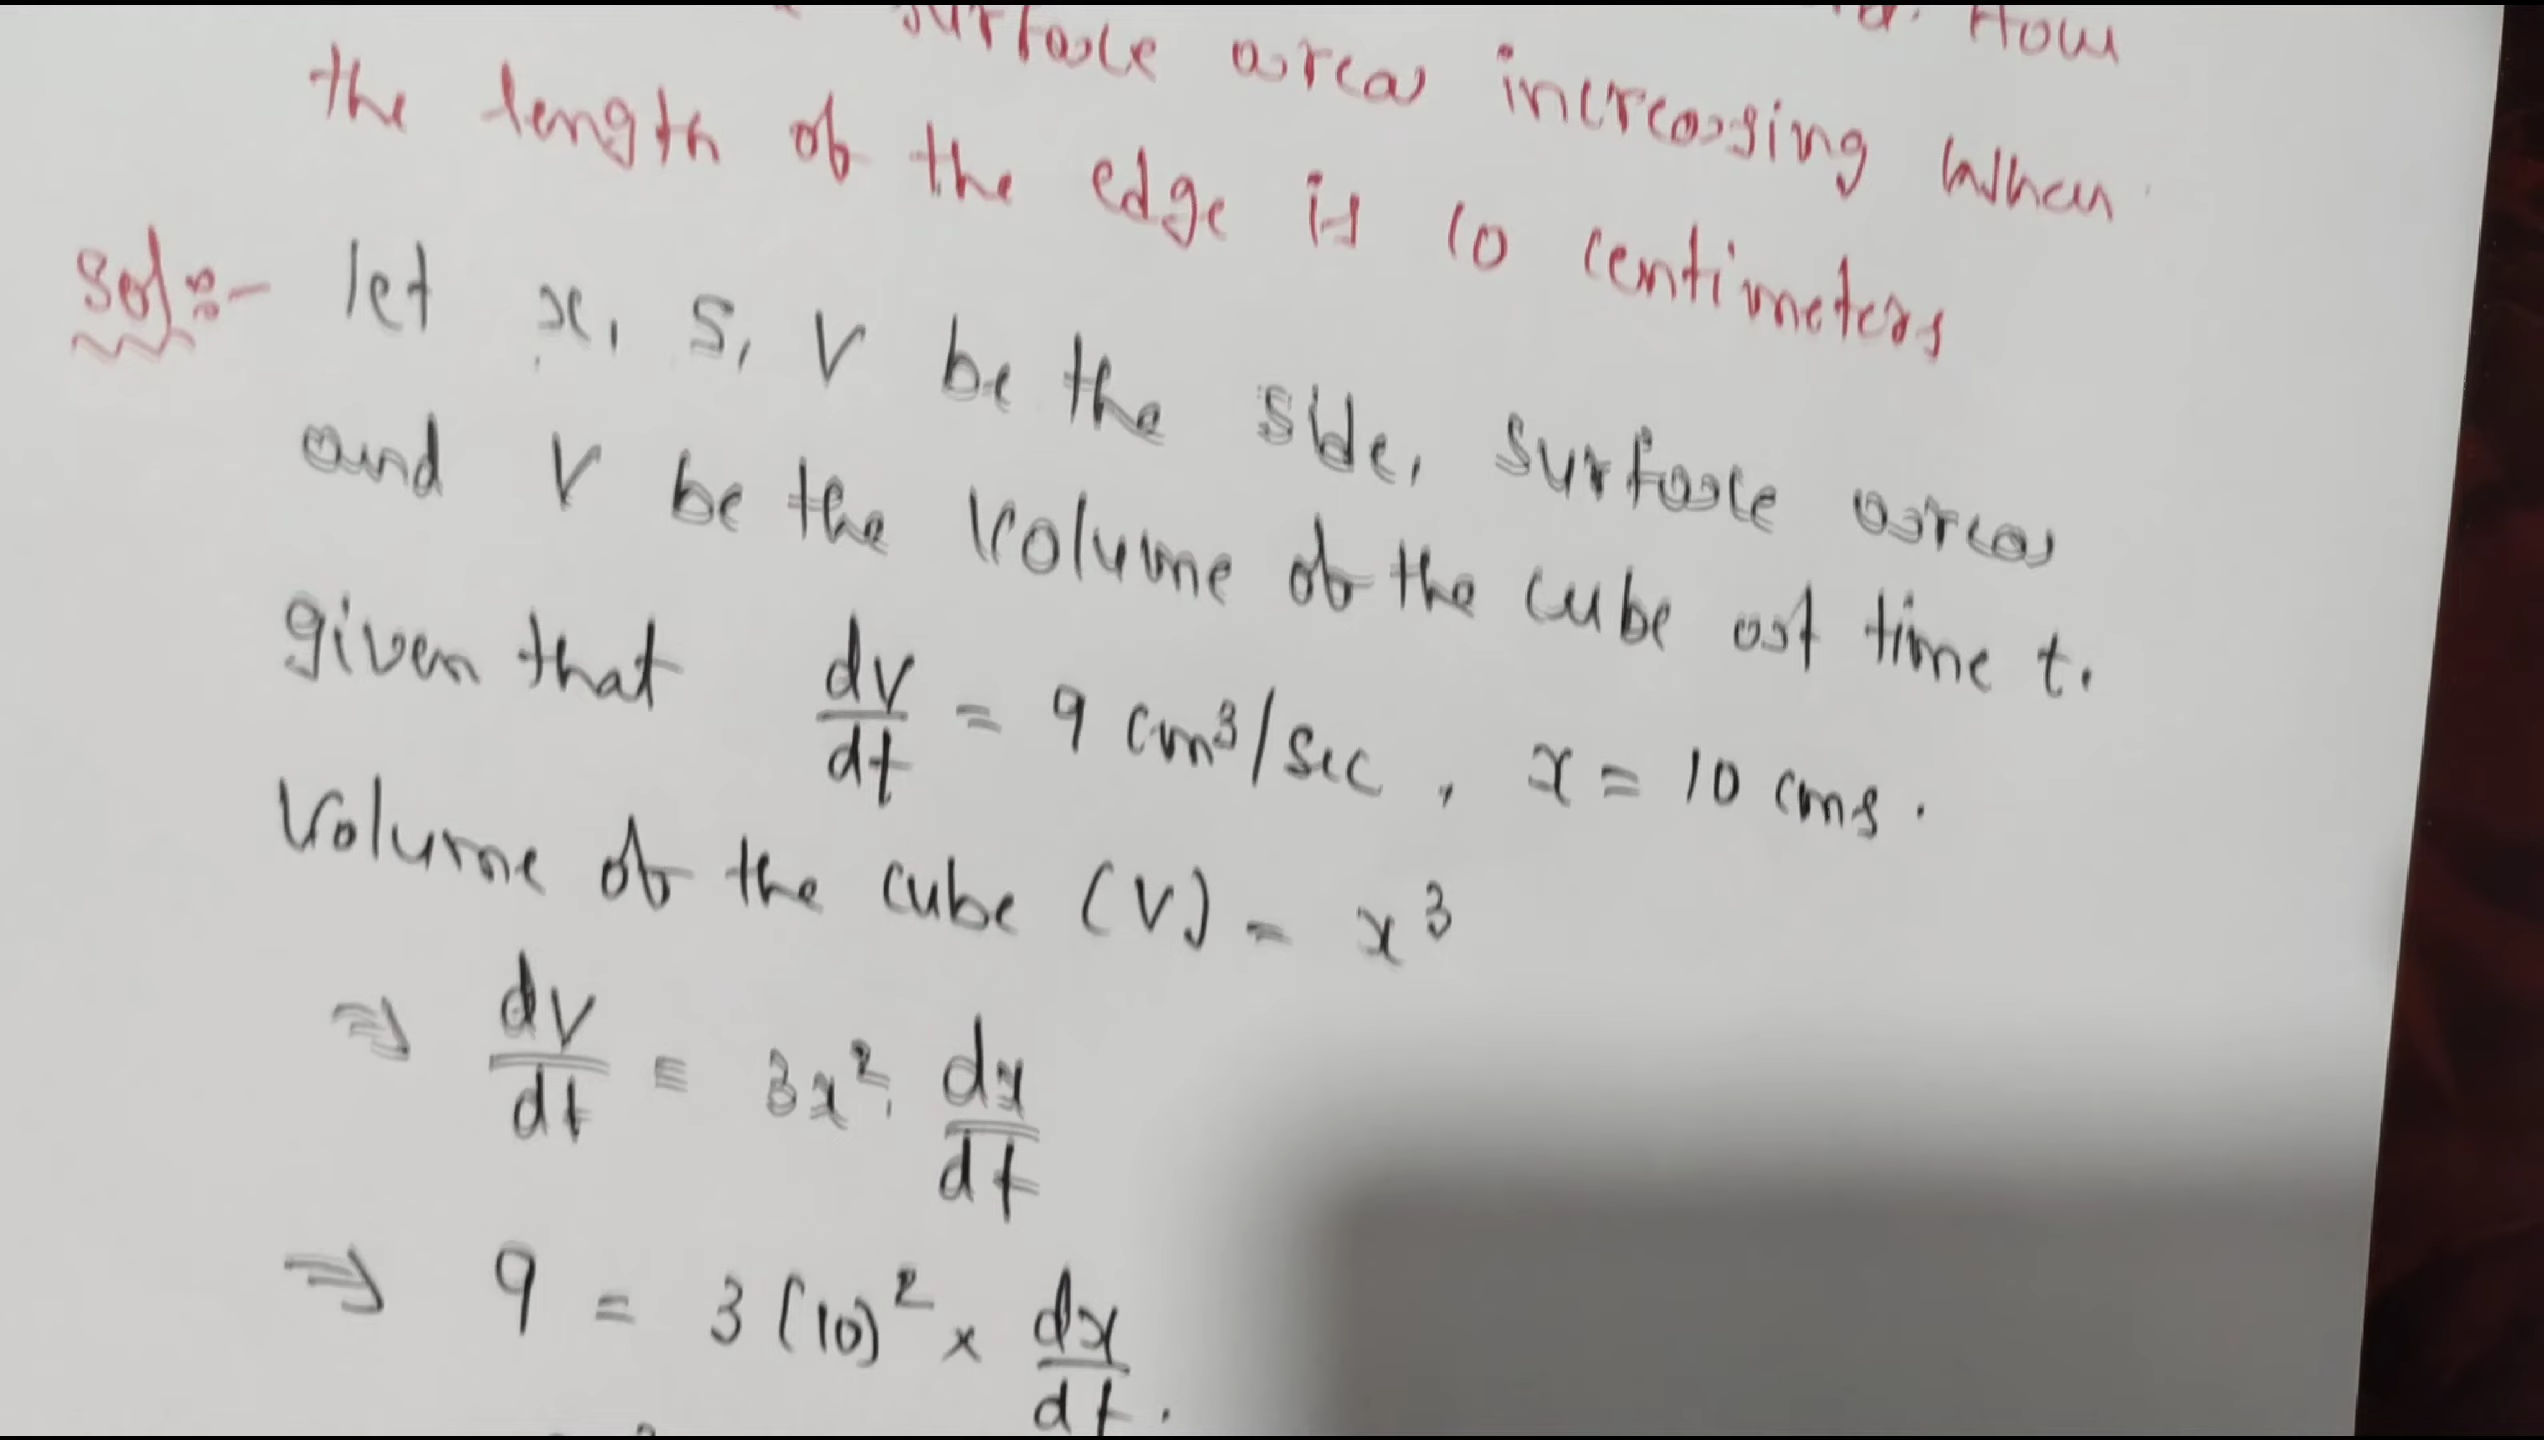 surface area increasing when How
the length of the edge is 10 centimeters
Sol:- let x, S, V be the side, surface area
and V be the volume of the cube at time t.
given that dv/dt = 9 cm³/sec, x = 10 cms.
Volume of the cube (V) = x³
⇒ dv/dt = 3x². dx/dt
⇒ 9 = 3(10)² × dx/dt.